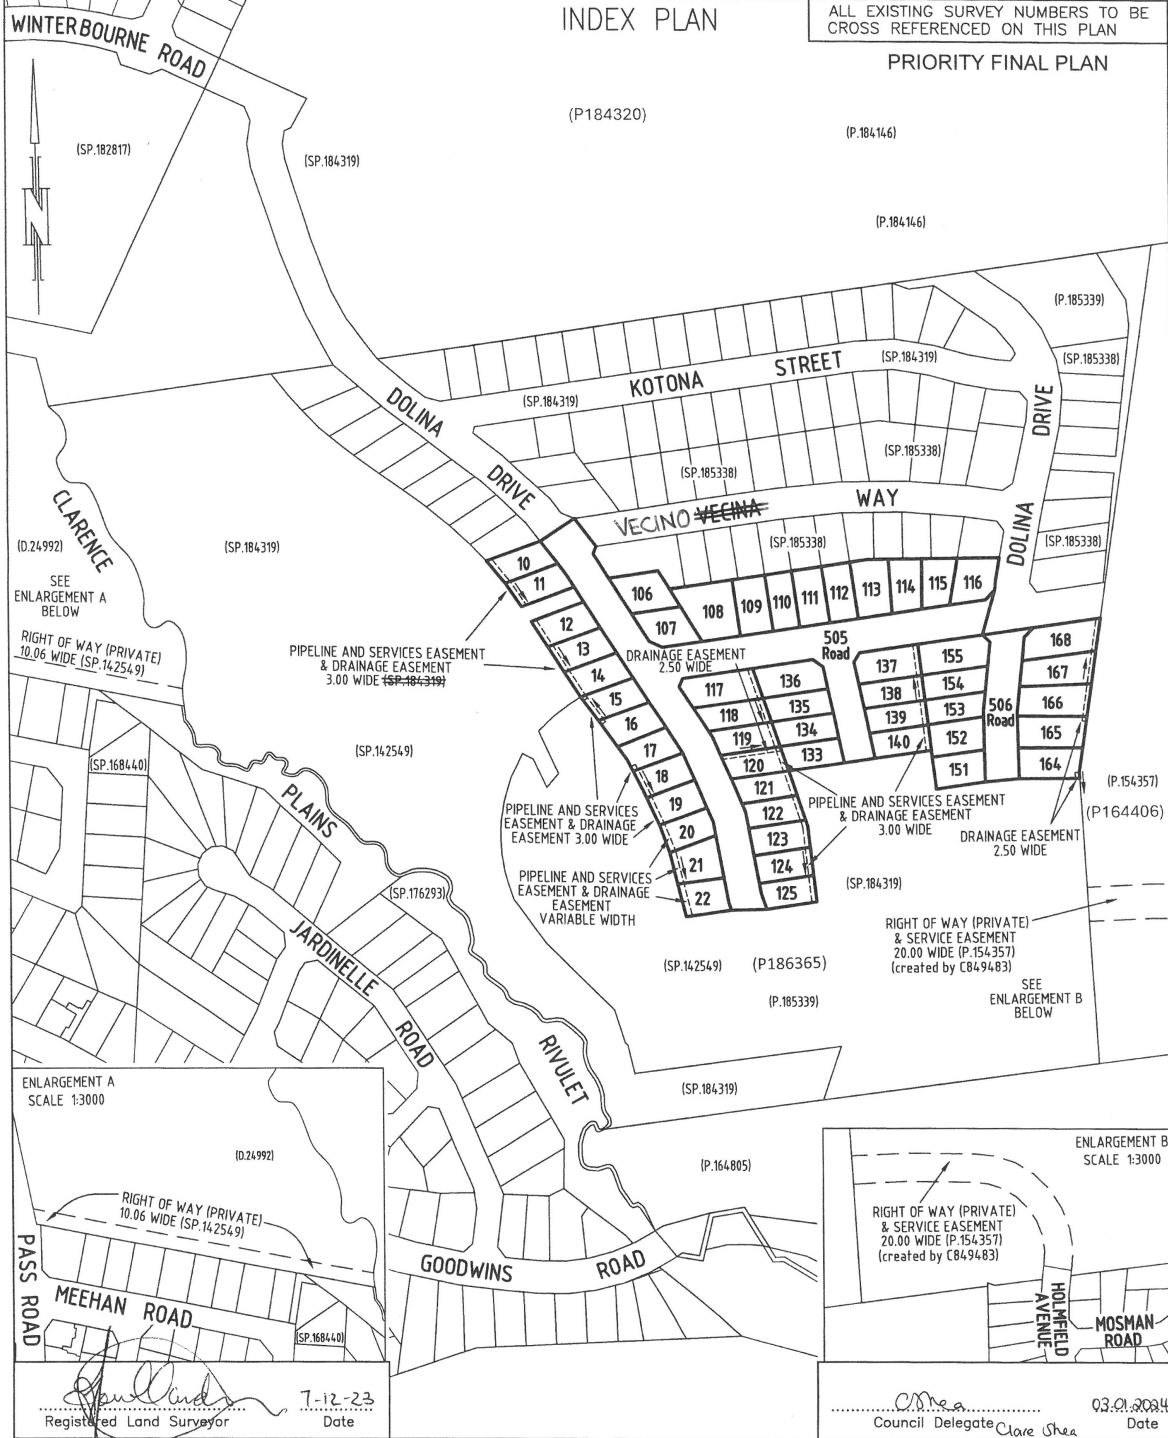 INDEX PLAN
ALL EXISTING SURVEY NUMBERS TO BE
CROSS REFERENCED ON THIS PLAN
PRIORITY FINAL PLAN
WINTERBOURNE ROAD
(P184320)
(P.184146)
(SP.182817)
(SP.184319)
N
(P.184146)
(P.185339)
KOTONA STREET
(SP.184319)
(SP.185338)
(SP.184319)
DOLINA DRIVE
DOLINA DRIVE
(SP.185338)
(SP.185338)
VECINO VECINA WAY
(SP.185338)
(SP.185338)
CLARENCE
(D.24992)
(SP.184319)
SEE
ENLARGEMENT A
BELOW
RIGHT OF WAY (PRIVATE)
10.06 WIDE (SP.142549)
10
11
12
13
14
15
16
17
18
19
20
21
22
106
107
108
109
110
111
112
113
114
115
116
505
Road
PIPELINE AND SERVICES EASEMENT
& DRAINAGE EASEMENT
3.00 WIDE (SP.184319)
DRAINAGE EASEMENT
2.50 WIDE
117
118
119
120
121
122
123
124
125
136
135
134
133
137
138
139
140
155
154
153
152
151
506
Road
168
167
166
165
164
(SP.142549)
(SP.168440)
PLAINS
PIPELINE AND SERVICES
EASEMENT & DRAINAGE
EASEMENT 3.00 WIDE
PIPELINE AND SERVICES EASEMENT
& DRAINAGE EASEMENT
3.00 WIDE
DRAINAGE EASEMENT
2.50 WIDE
(P.154357)
(P164406)
PIPELINE AND SERVICES
EASEMENT & DRAINAGE
EASEMENT
VARIABLE WIDTH
(SP.184319)
(SP.176293)
RIGHT OF WAY (PRIVATE)
& SERVICE EASEMENT
20.00 WIDE (P.154357)
(created by C849483)
SEE
ENLARGEMENT B
BELOW
JARDINELLE ROAD
(SP.142549)
(P186365)
(P.185339)
RIVULET
(SP.184319)
(P.164805)
ENLARGEMENT A
SCALE 1:3000
(D.24992)
RIGHT OF WAY (PRIVATE)
10.06 WIDE (SP.142549)
PASS ROAD
MEEHAN ROAD
(SP.168440)
GOODWINS ROAD
ENLARGEMENT B
SCALE 1:3000
RIGHT OF WAY (PRIVATE)
& SERVICE EASEMENT
20.00 WIDE (P.154357)
(created by C849483)
HOLMFIELD
AVENUE
MOSMAN
ROAD
7-12-23
Registered Land Surveyor
Date
CShea
03.01.2024
Council Delegate Clare Shea
Date